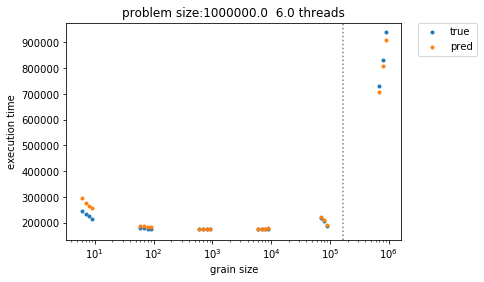 problem size:1000000.0 6.0 threads
true
pred
900000
800000
700000
600000
500000
400000
300000
200000
execution time
10¹
10²
10³
10⁴
10⁵
10⁶
grain size